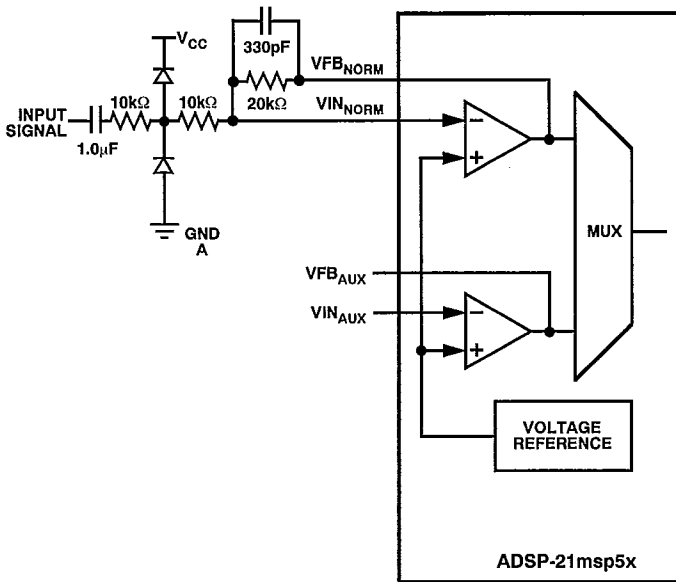 VCC
330pF
VFBNORM
10kΩ
10kΩ
20kΩ
VINNORM
INPUT
SIGNAL
1.0μF
−
+
GND
A
MUX
VFBAUX
VINAUX
−
+
VOLTAGE
REFERENCE
ADSP-21msp5x